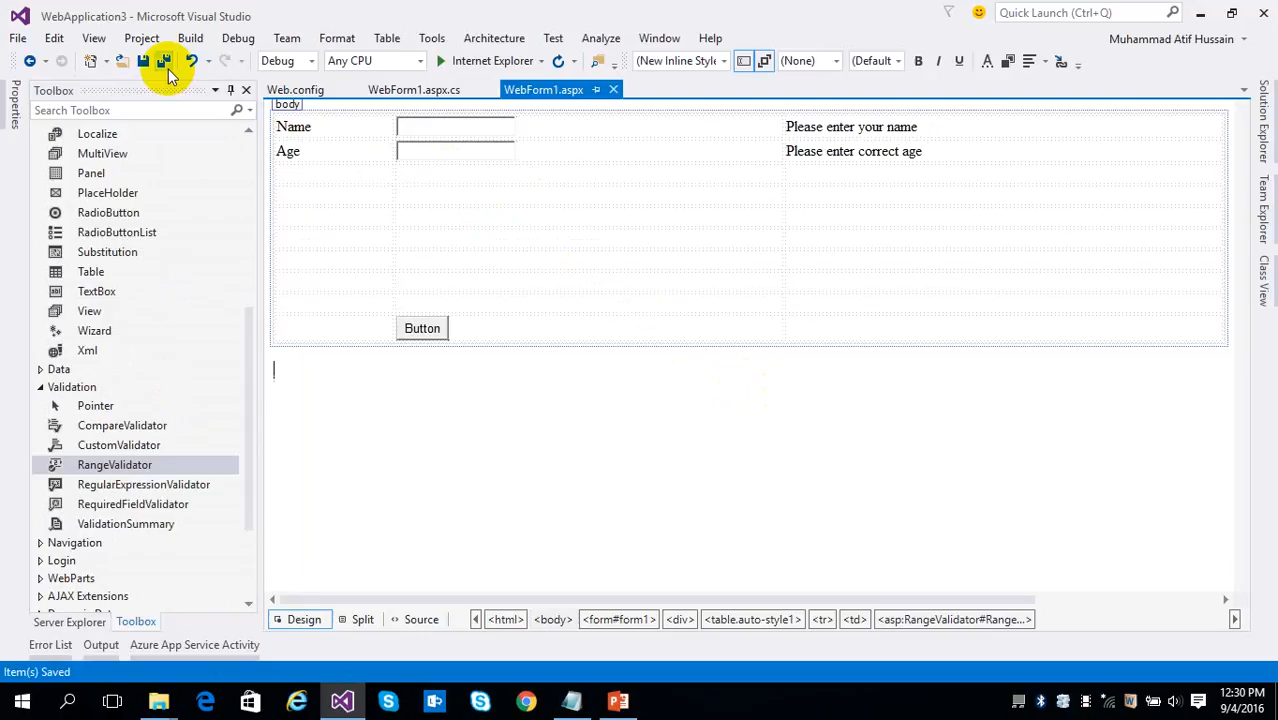 WebApplication3 - Microsoft Visual Studio
Quick Launch (Ctrl+Q)
File Edit View Project Build Debug Team Format Table Tools Architecture Test Analyze Window Help
Muhammad Atif Hussain
Debug Any CPU Internet Explorer (New Inline Style (None) (Default B I U
Toolbox
Web.config WebForm1.aspx.cs WebForm1.aspx
Search Toolbox
body
Name Please enter your name
Age Please enter correct age
Button
Localize
MultiView
Panel
PlaceHolder
RadioButton
RadioButtonList
Substitution
Table
TextBox
View
Wizard
Xml
Data
Validation
Pointer
CompareValidator
CustomValidator
RangeValidator
RegularExpressionValidator
RequiredFieldValidator
ValidationSummary
Navigation
Login
WebParts
AJAX Extensions
Properties
Solution Explorer
Team Explorer
Class View
Server Explorer Toolbox
Design Split Source <html> <body> <form#form1> <div> <table.auto-style1> <tr> <td> <asp:RangeValidator#Range...>
Error List Output Azure App Service Activity
Item(s) Saved
12:30 PM
9/4/2016